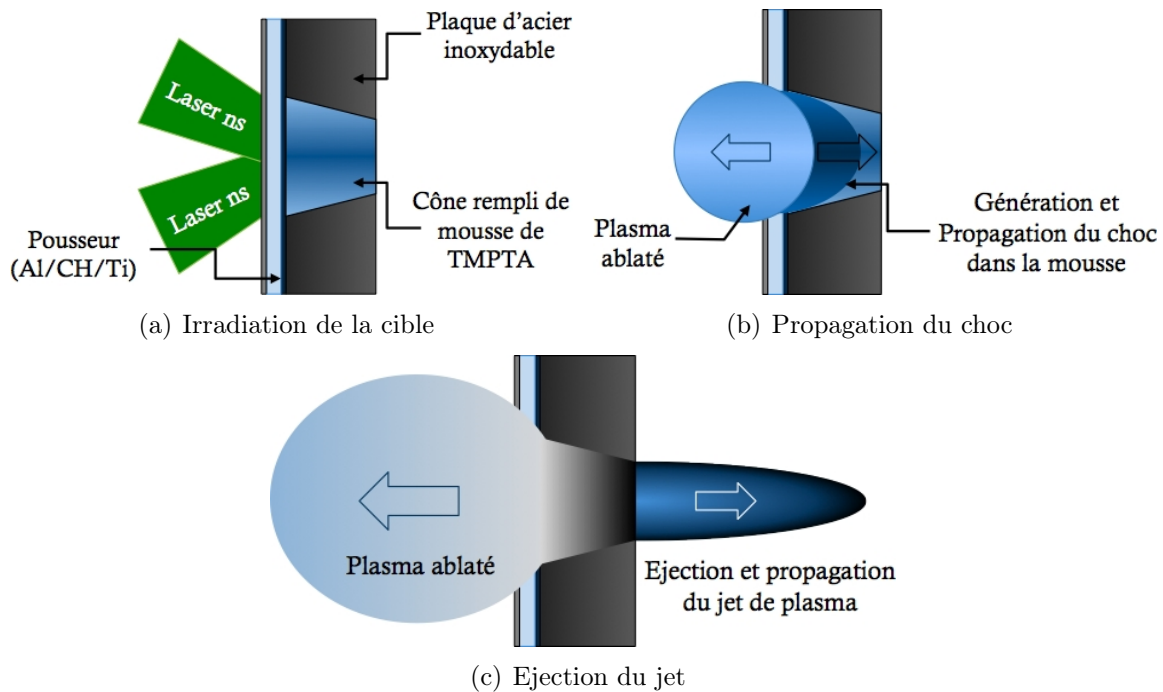 Plaque d'acier
inoxydable
Laser ns
Laser ns
Pousseur
(Al/CH/Ti)
Cône rempli de
mousse de
TMPTA
(a) Irradiation de la cible
Plasma
ablaté
Génération et
Propagation du choc
dans la mousse
(b) Propagation du choc
Plasma ablaté
Ejection et propagation
du jet de plasma
(c) Ejection du jet